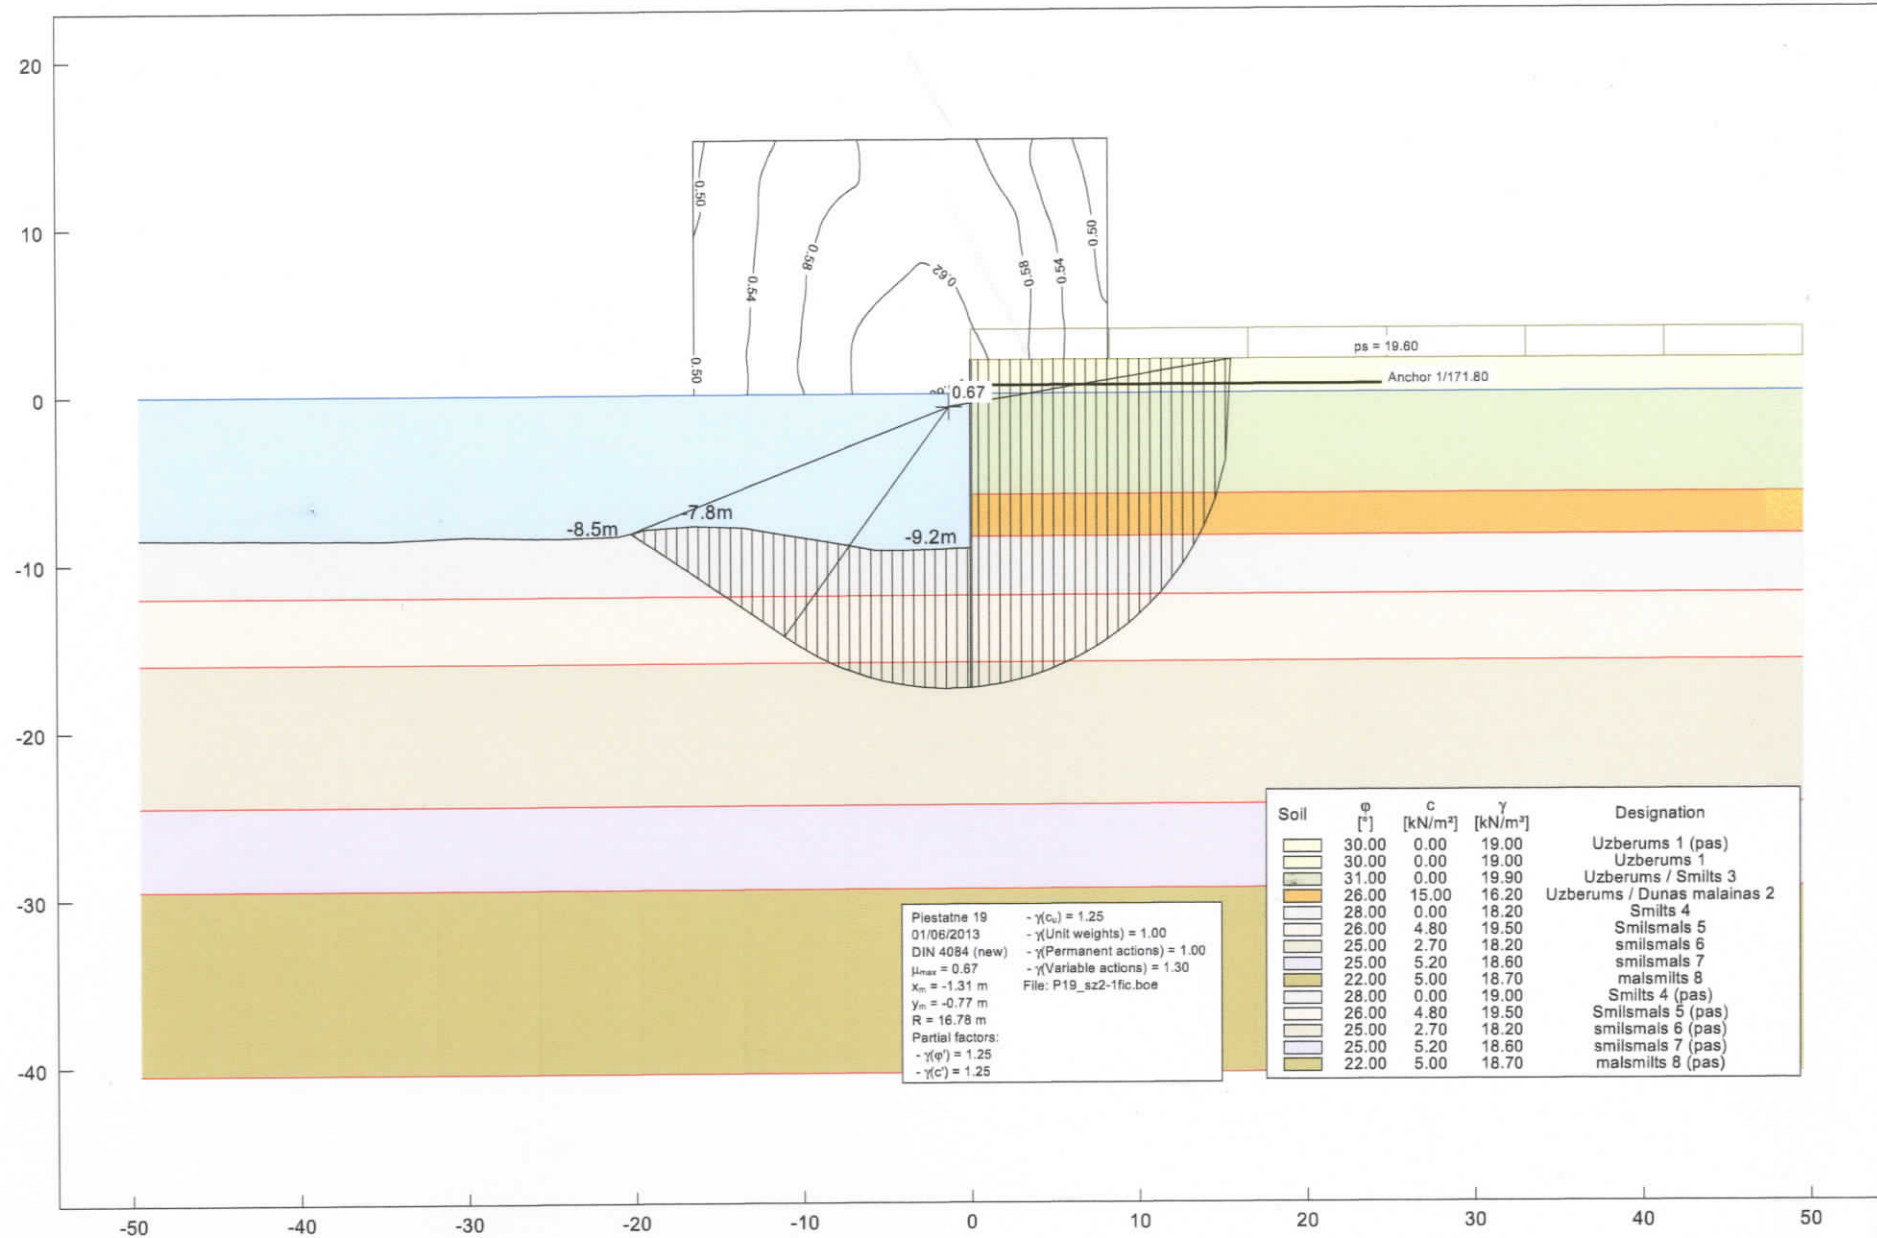 20
10
0
-10
-20
-30
-40
-50
-40
-30
-20
-10
0
10
20
30
40
50
0.50
0.54
0.58
0.62
0.58
0.54
0.50
0.50
0.67
ps = 19.60
Anchor 1/171.80
-8.5m
-7.8m
-9.2m
Piestatne 19
01/06/2013
DIN 4084 (new)
μmax = 0.67
xm = -1.31 m
ym = -0.77 m
R = 16.78 m
Partial factors:
- γ(φ') = 1.25
- γ(c') = 1.25
- γ(cu) = 1.25
- γ(Unit weights) = 1.00
- γ(Permanent actions) = 1.00
- γ(Variable actions) = 1.30
File: P19_sz2-1fic.boe
Soil φ [°] c [kN/m²] γ [kN/m³] Designation
30.00 0.00 19.00 Uzberums 1 (pas)
30.00 0.00 19.00 Uzberums 1
31.00 0.00 19.90 Uzberums / Smilts 3
26.00 15.00 16.20 Uzberums / Dunas malainas 2
28.00 0.00 18.20 Smilts 4
26.00 4.80 19.50 Smilsmals 5
25.00 2.70 18.20 smilsmals 6
25.00 5.20 18.60 smilsmals 7
22.00 5.00 18.70 malsmilts 8
28.00 0.00 19.00 Smilts 4 (pas)
26.00 4.80 19.50 Smilsmals 5 (pas)
25.00 2.70 18.20 smilsmals 6 (pas)
25.00 5.20 18.60 smilsmals 7 (pas)
22.00 5.00 18.70 malsmilts 8 (pas)